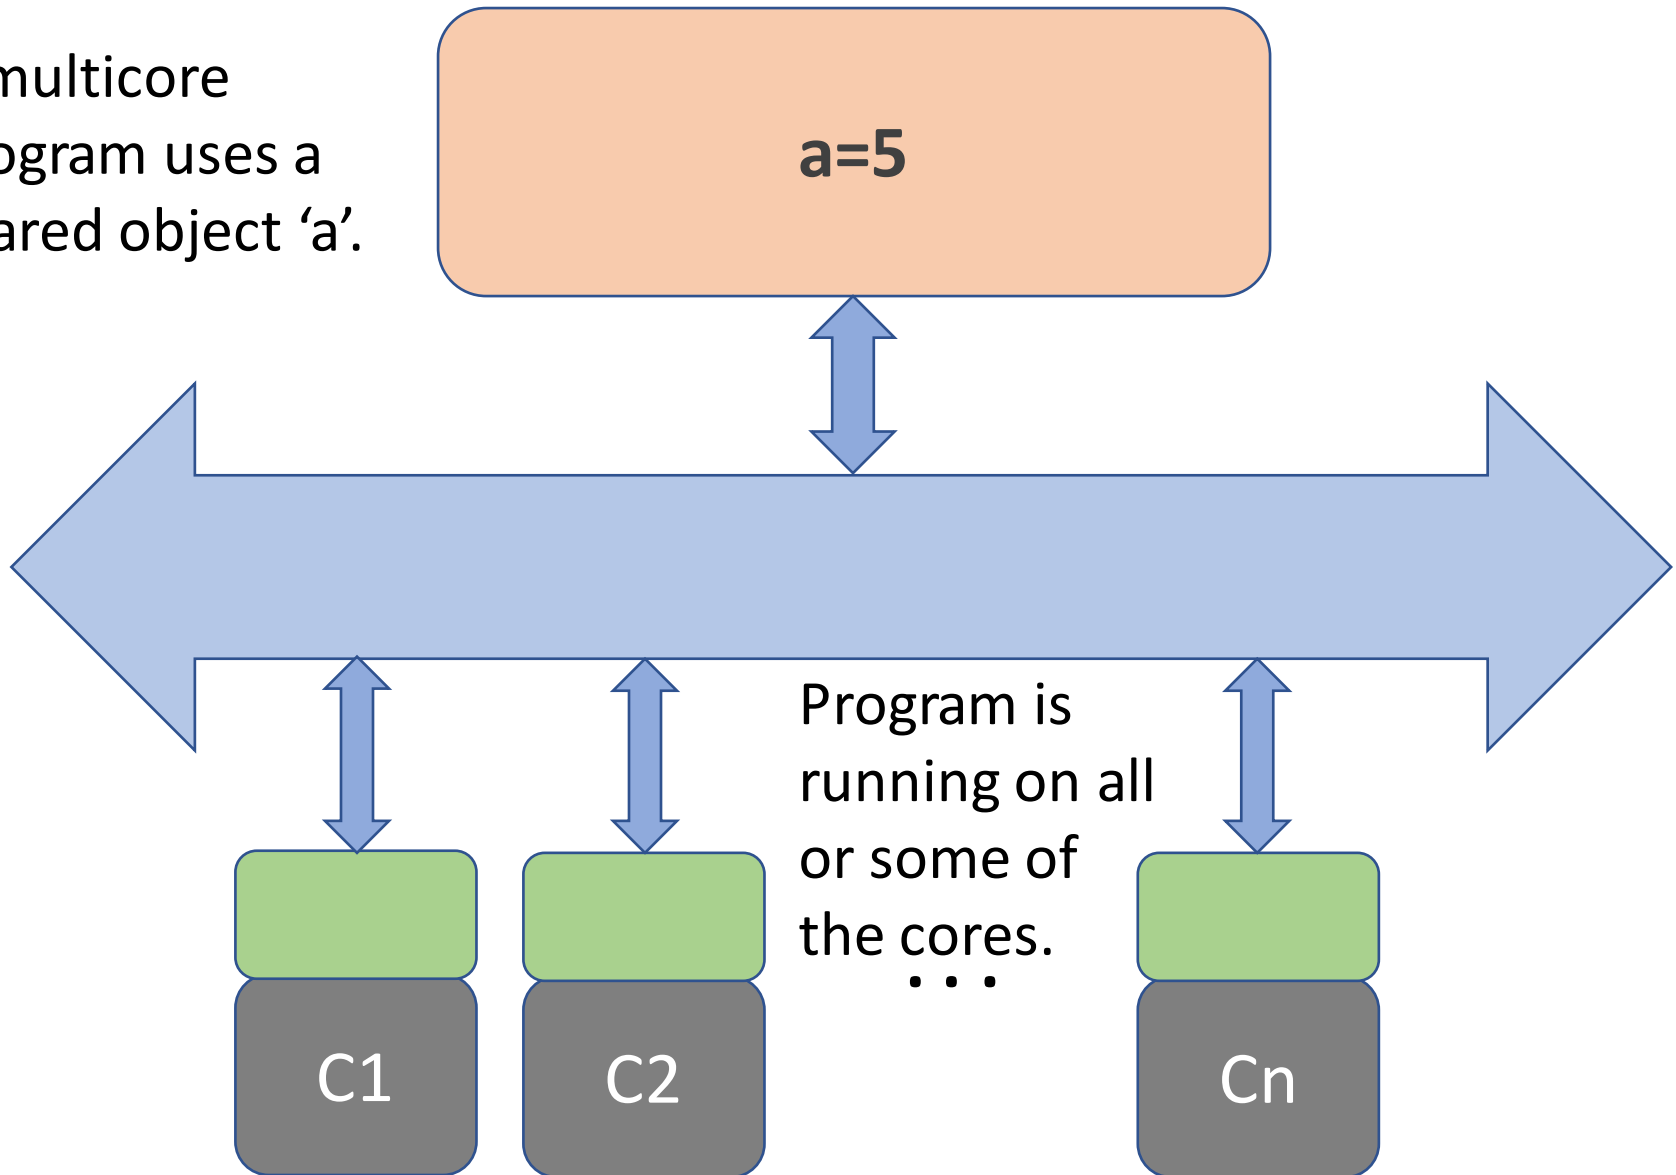 multicore
ogram uses a
ared object ‘a’.
a=5
Program is
running on all
or some of
the cores.
. . .
C1
C2
Cn